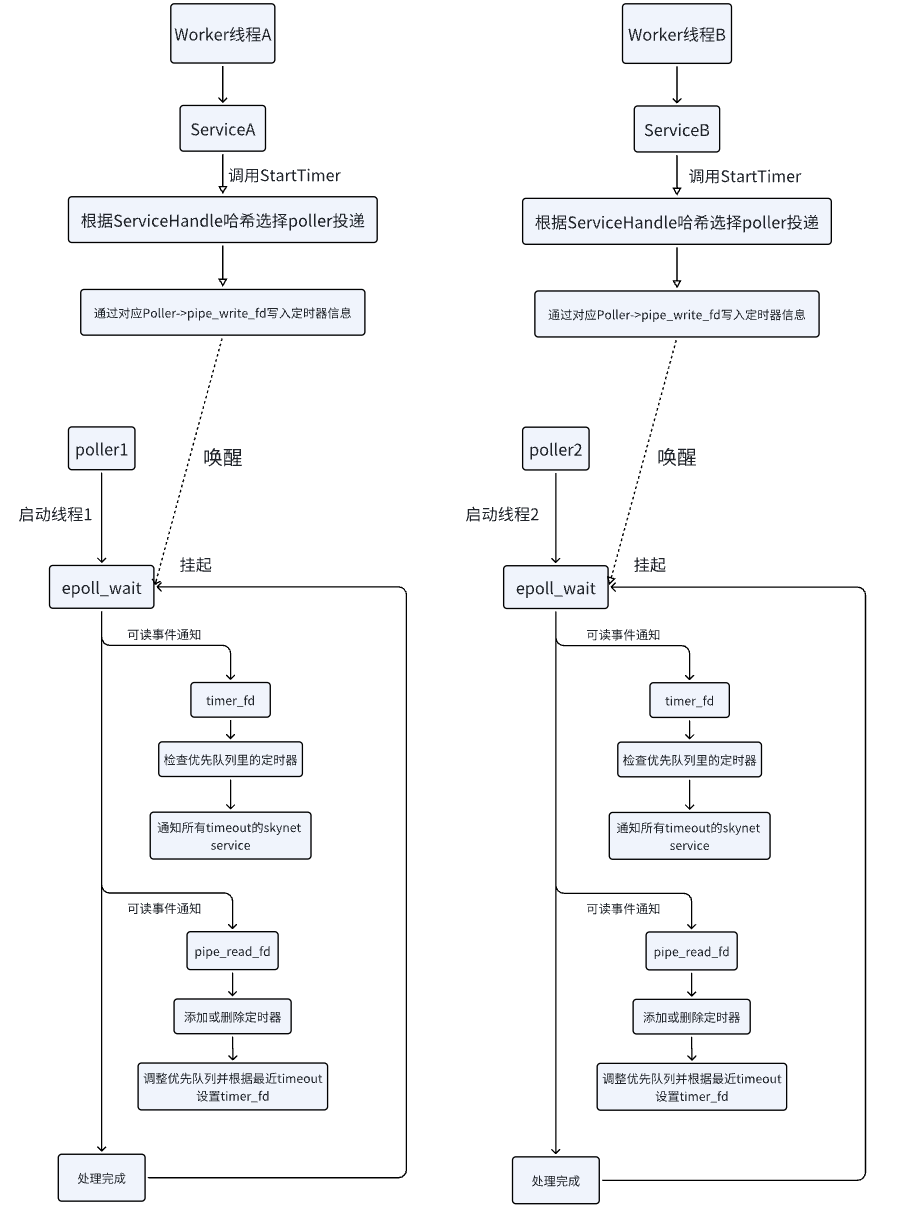 Worker线程A
ServiceA
调用StartTimer
根据ServiceHandle哈希选择poller投递
通过对应Poller->pipe_write_fd写入定时器信息
唤醒
poller1
启动线程1
挂起
epoll_wait
可读事件通知
timer_fd
检查优先队列里的定时器
通知所有timeout的skynet
service
可读事件通知
pipe_read_fd
添加或删除定时器
调整优先队列并根据最近timeout
设置timer_fd
处理完成
Worker线程B
ServiceB
调用StartTimer
根据ServiceHandle哈希选择poller投递
通过对应Poller->pipe_write_fd写入定时器信息
唤醒
poller2
启动线程2
挂起
epoll_wait
可读事件通知
timer_fd
检查优先队列里的定时器
通知所有timeout的skynet
service
可读事件通知
pipe_read_fd
添加或删除定时器
调整优先队列并根据最近timeout
设置timer_fd
处理完成